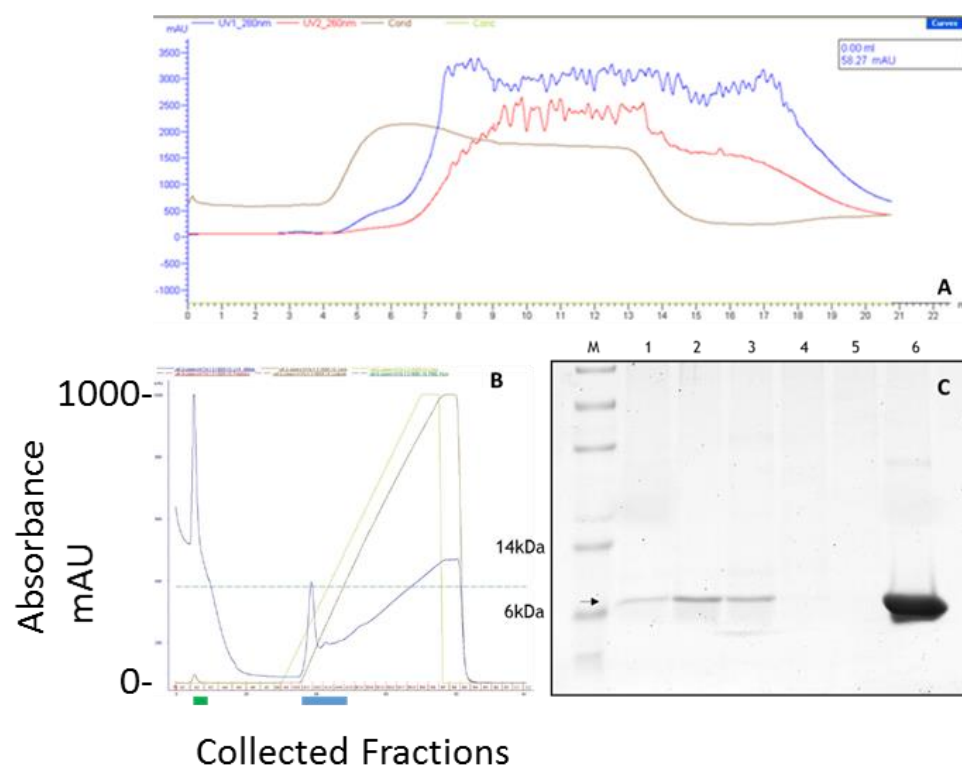 mAU UV1_280nm UV2_260nm Cond Conc Curves
0.00 ml
58.27 mAU
3500
3000
2500
2000
1500
1000
500
0
-500
-1000
0 1 2 3 4 5 6 7 8 9 10 11 12 13 14 15 16 17 18 19 20 21 22
A
B
1000-
0-
Absorbance
mAU
Collected Fractions
M 1 2 3 4 5 6
C
14kDa
6kDa